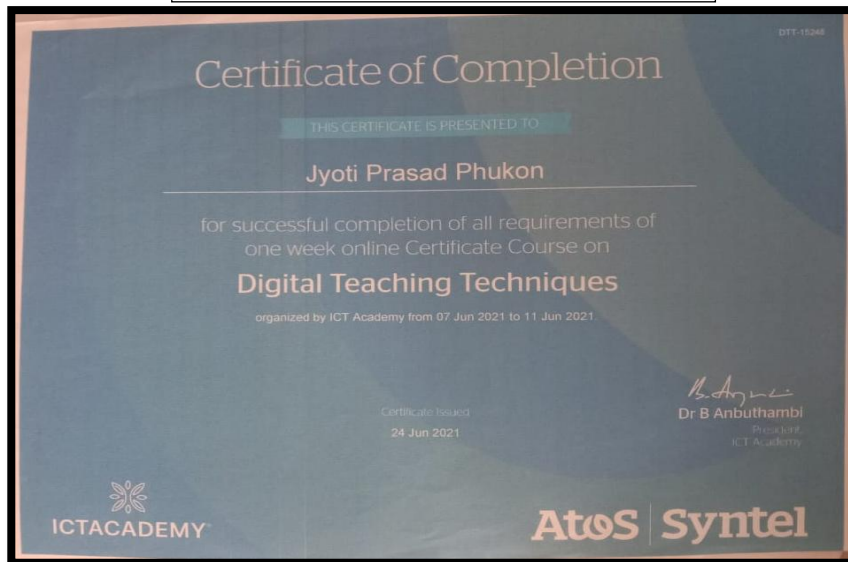 DTT-15248
Certificate of Completion
THIS CERTIFICATE IS PRESENTED TO
Jyoti Prasad Phukon
for successful completion of all requirements of
one week online Certificate Course on
Digital Teaching Techniques
organized by ICT Academy from 07 Jun 2021 to 11 Jun 2021.
Certificate Issued
24 Jun 2021
Dr B Anbuthambi
President,
ICT Academy
ICTACADEMY
Atos Syntel